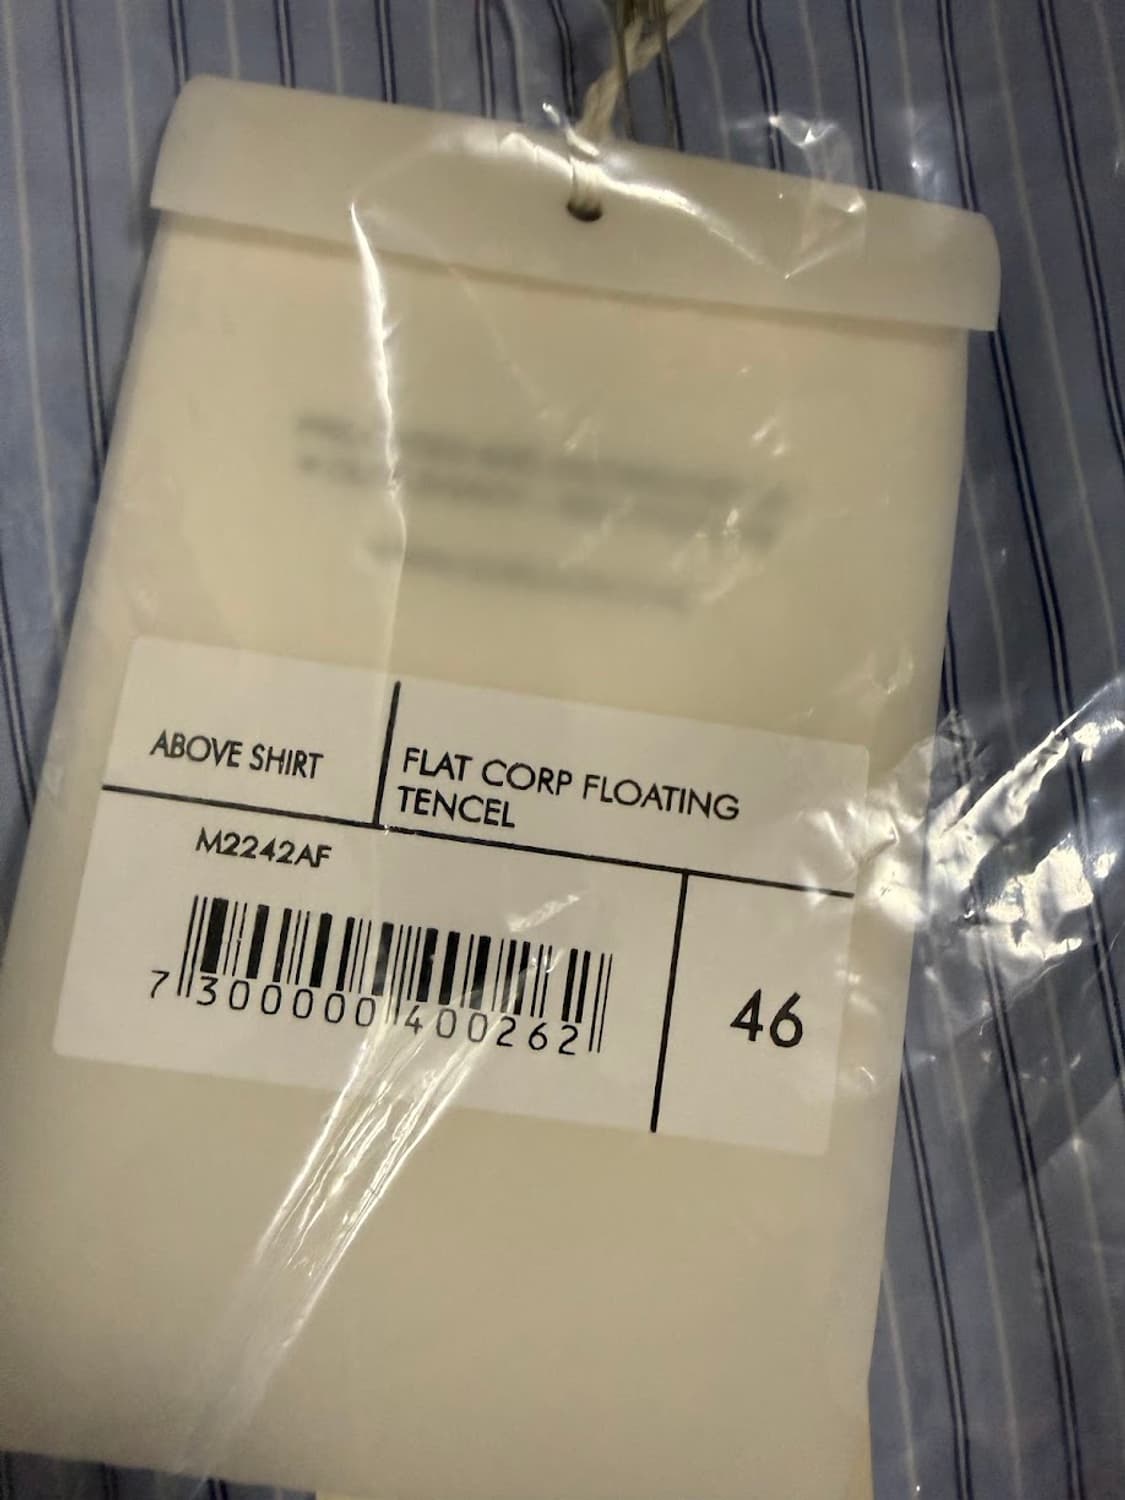 ABOVE SHIRT
FLAT CORP FLOATING
TENCEL
M2242AF
7 300000 400262
46